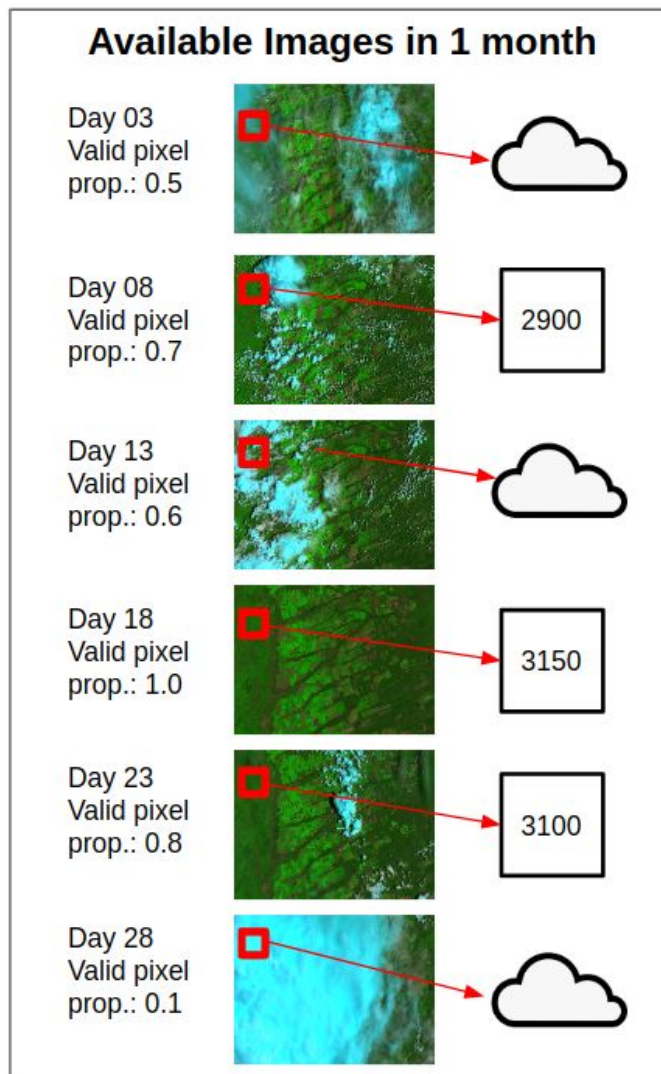 Available Images in 1 month
Day 03
Valid pixel
prop.: 0.5
Day 08
Valid pixel
prop.: 0.7
2900
Day 13
Valid pixel
prop.: 0.6
Day 18
Valid pixel
prop.: 1.0
3150
Day 23
Valid pixel
prop.: 0.8
3100
Day 28
Valid pixel
prop.: 0.1